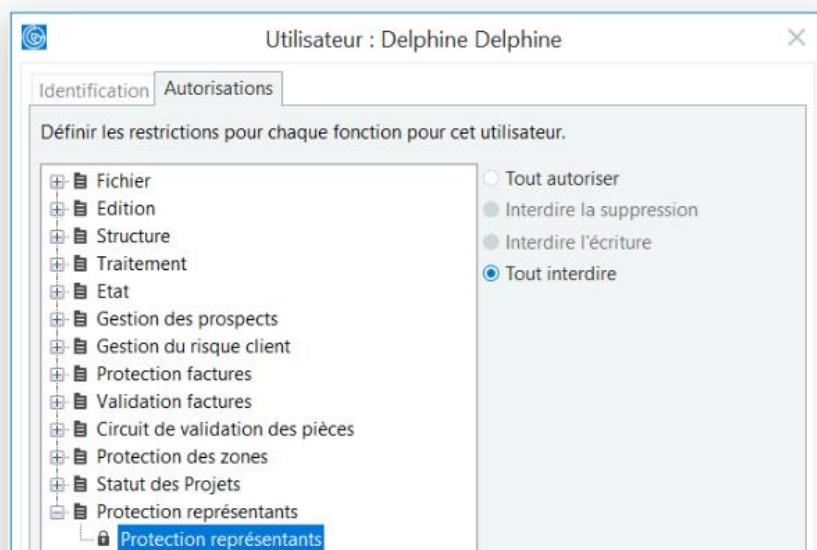 Utilisateur : Delphine Delphine
Identification
Autorisations
Définir les restrictions pour chaque fonction pour cet utilisateur.
Fichier
Edition
Structure
Traitement
Etat
Gestion des prospects
Gestion du risque client
Protection factures
Validation factures
Circuit de validation des pièces
Protection des zones
Statut des Projets
Protection représentants
Protection représentants
Tout autoriser
Interdire la suppression
Interdire l'écriture
Tout interdire